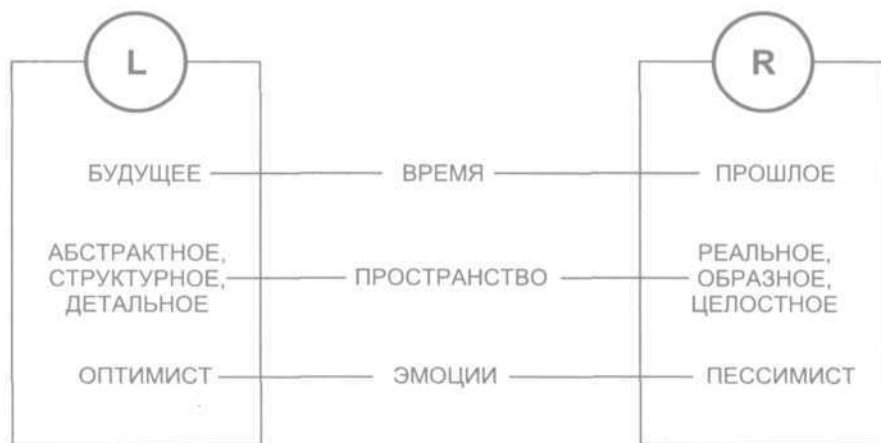 L R
БУДУЩЕЕ ВРЕМЯ ПРОШЛОЕ
АБСТРАКТНОЕ,
СТРУКТУРНОЕ,
ДЕТАЛЬНОЕ
ПРОСТРАНСТВО
РЕАЛЬНОЕ,
ОБРАЗНОЕ,
ЦЕЛОСТНОЕ
ОПТИМИСТ ЭМОЦИИ ПЕССИМИСТ